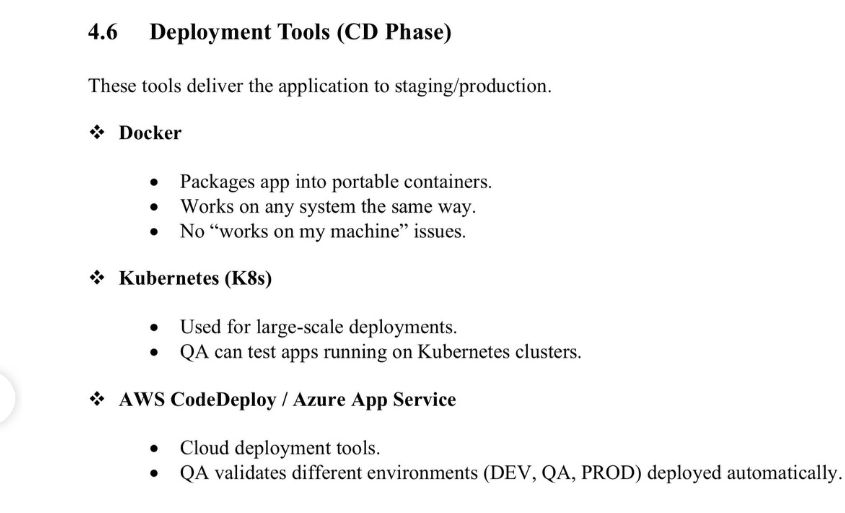 4.6 Deployment Tools (CD Phase)
These tools deliver the application to staging/production.
❖ Docker
• Packages app into portable containers.
• Works on any system the same way.
• No “works on my machine” issues.
❖ Kubernetes (K8s)
• Used for large-scale deployments.
• QA can test apps running on Kubernetes clusters.
❖ AWS CodeDeploy / Azure App Service
• Cloud deployment tools.
• QA validates different environments (DEV, QA, PROD) deployed automatically.